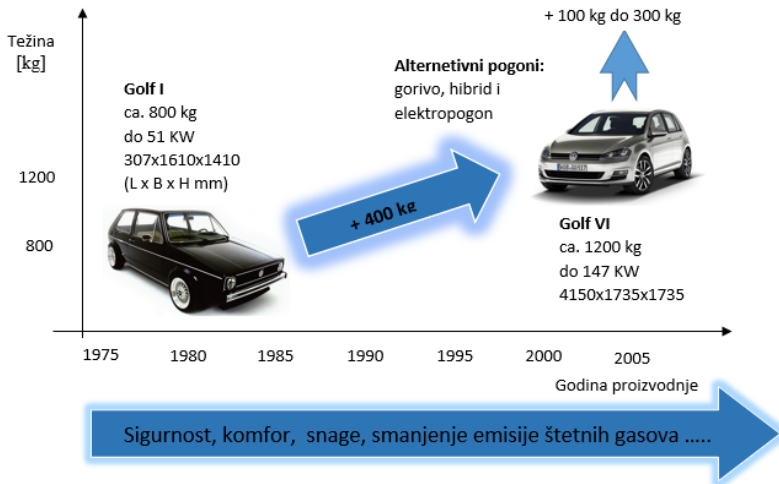 + 100 kg do 300 kg
Težina
[kg]
Alternetivni pogoni:
gorivo, hibrid i
elektropogon
Golf I
ca. 800 kg
do 51 KW
307x1610x1410
(L x B x H mm)
1200
800
+ 400 kg
Golf VI
ca. 1200 kg
do 147 KW
4150x1735x1735
1975 1980 1985 1990 1995 2000 2005
Godina proizvodnje
Sigurnost, komfor, snage, smanjenje emisije štetnih gasova .....